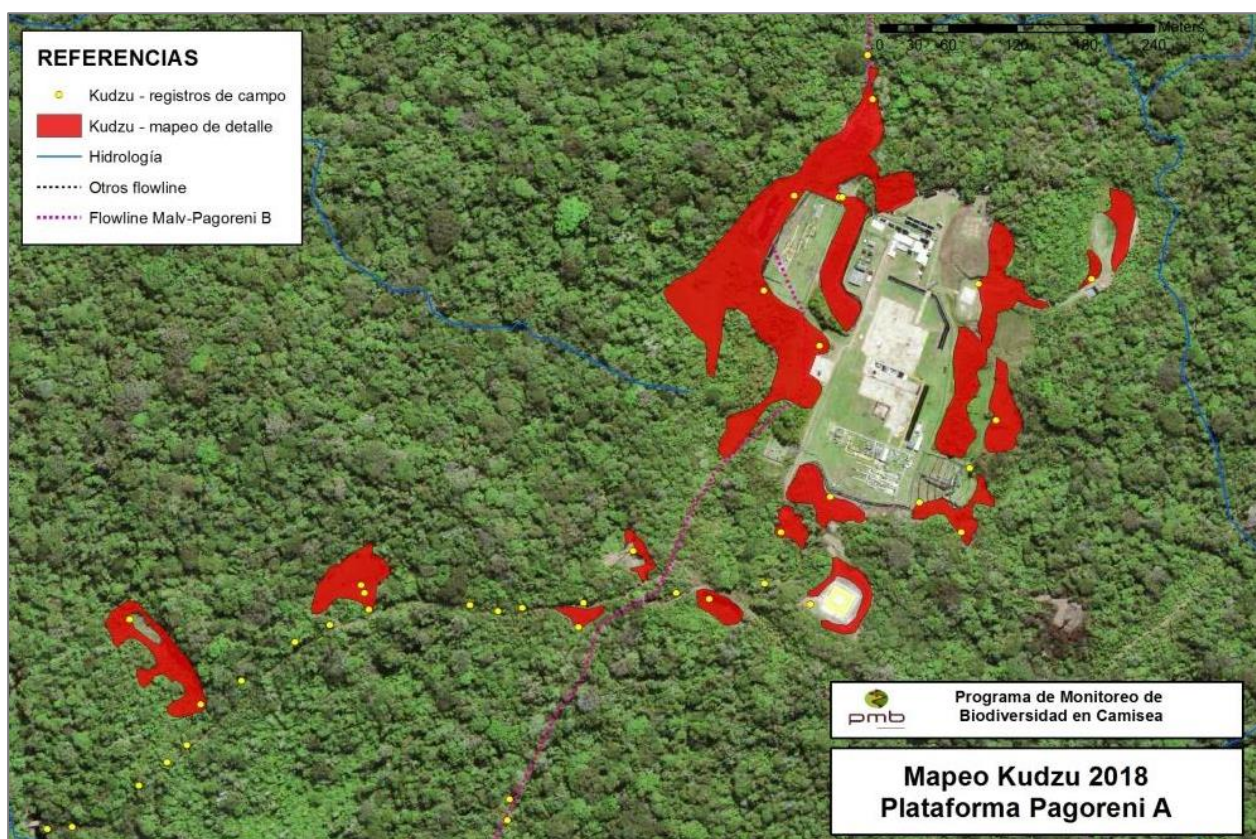 REFERENCIAS
Kudzu - registros de campo
Kudzu - mapeo de detalle
Hidrología
Otros flowline
Flowline Malv-Pagoreni B
Meters
0 30 60 120 180 240
pmb
Programa de Monitoreo de
Biodiversidad en Camisea
Mapeo Kudzu 2018
Plataforma Pagoreni A